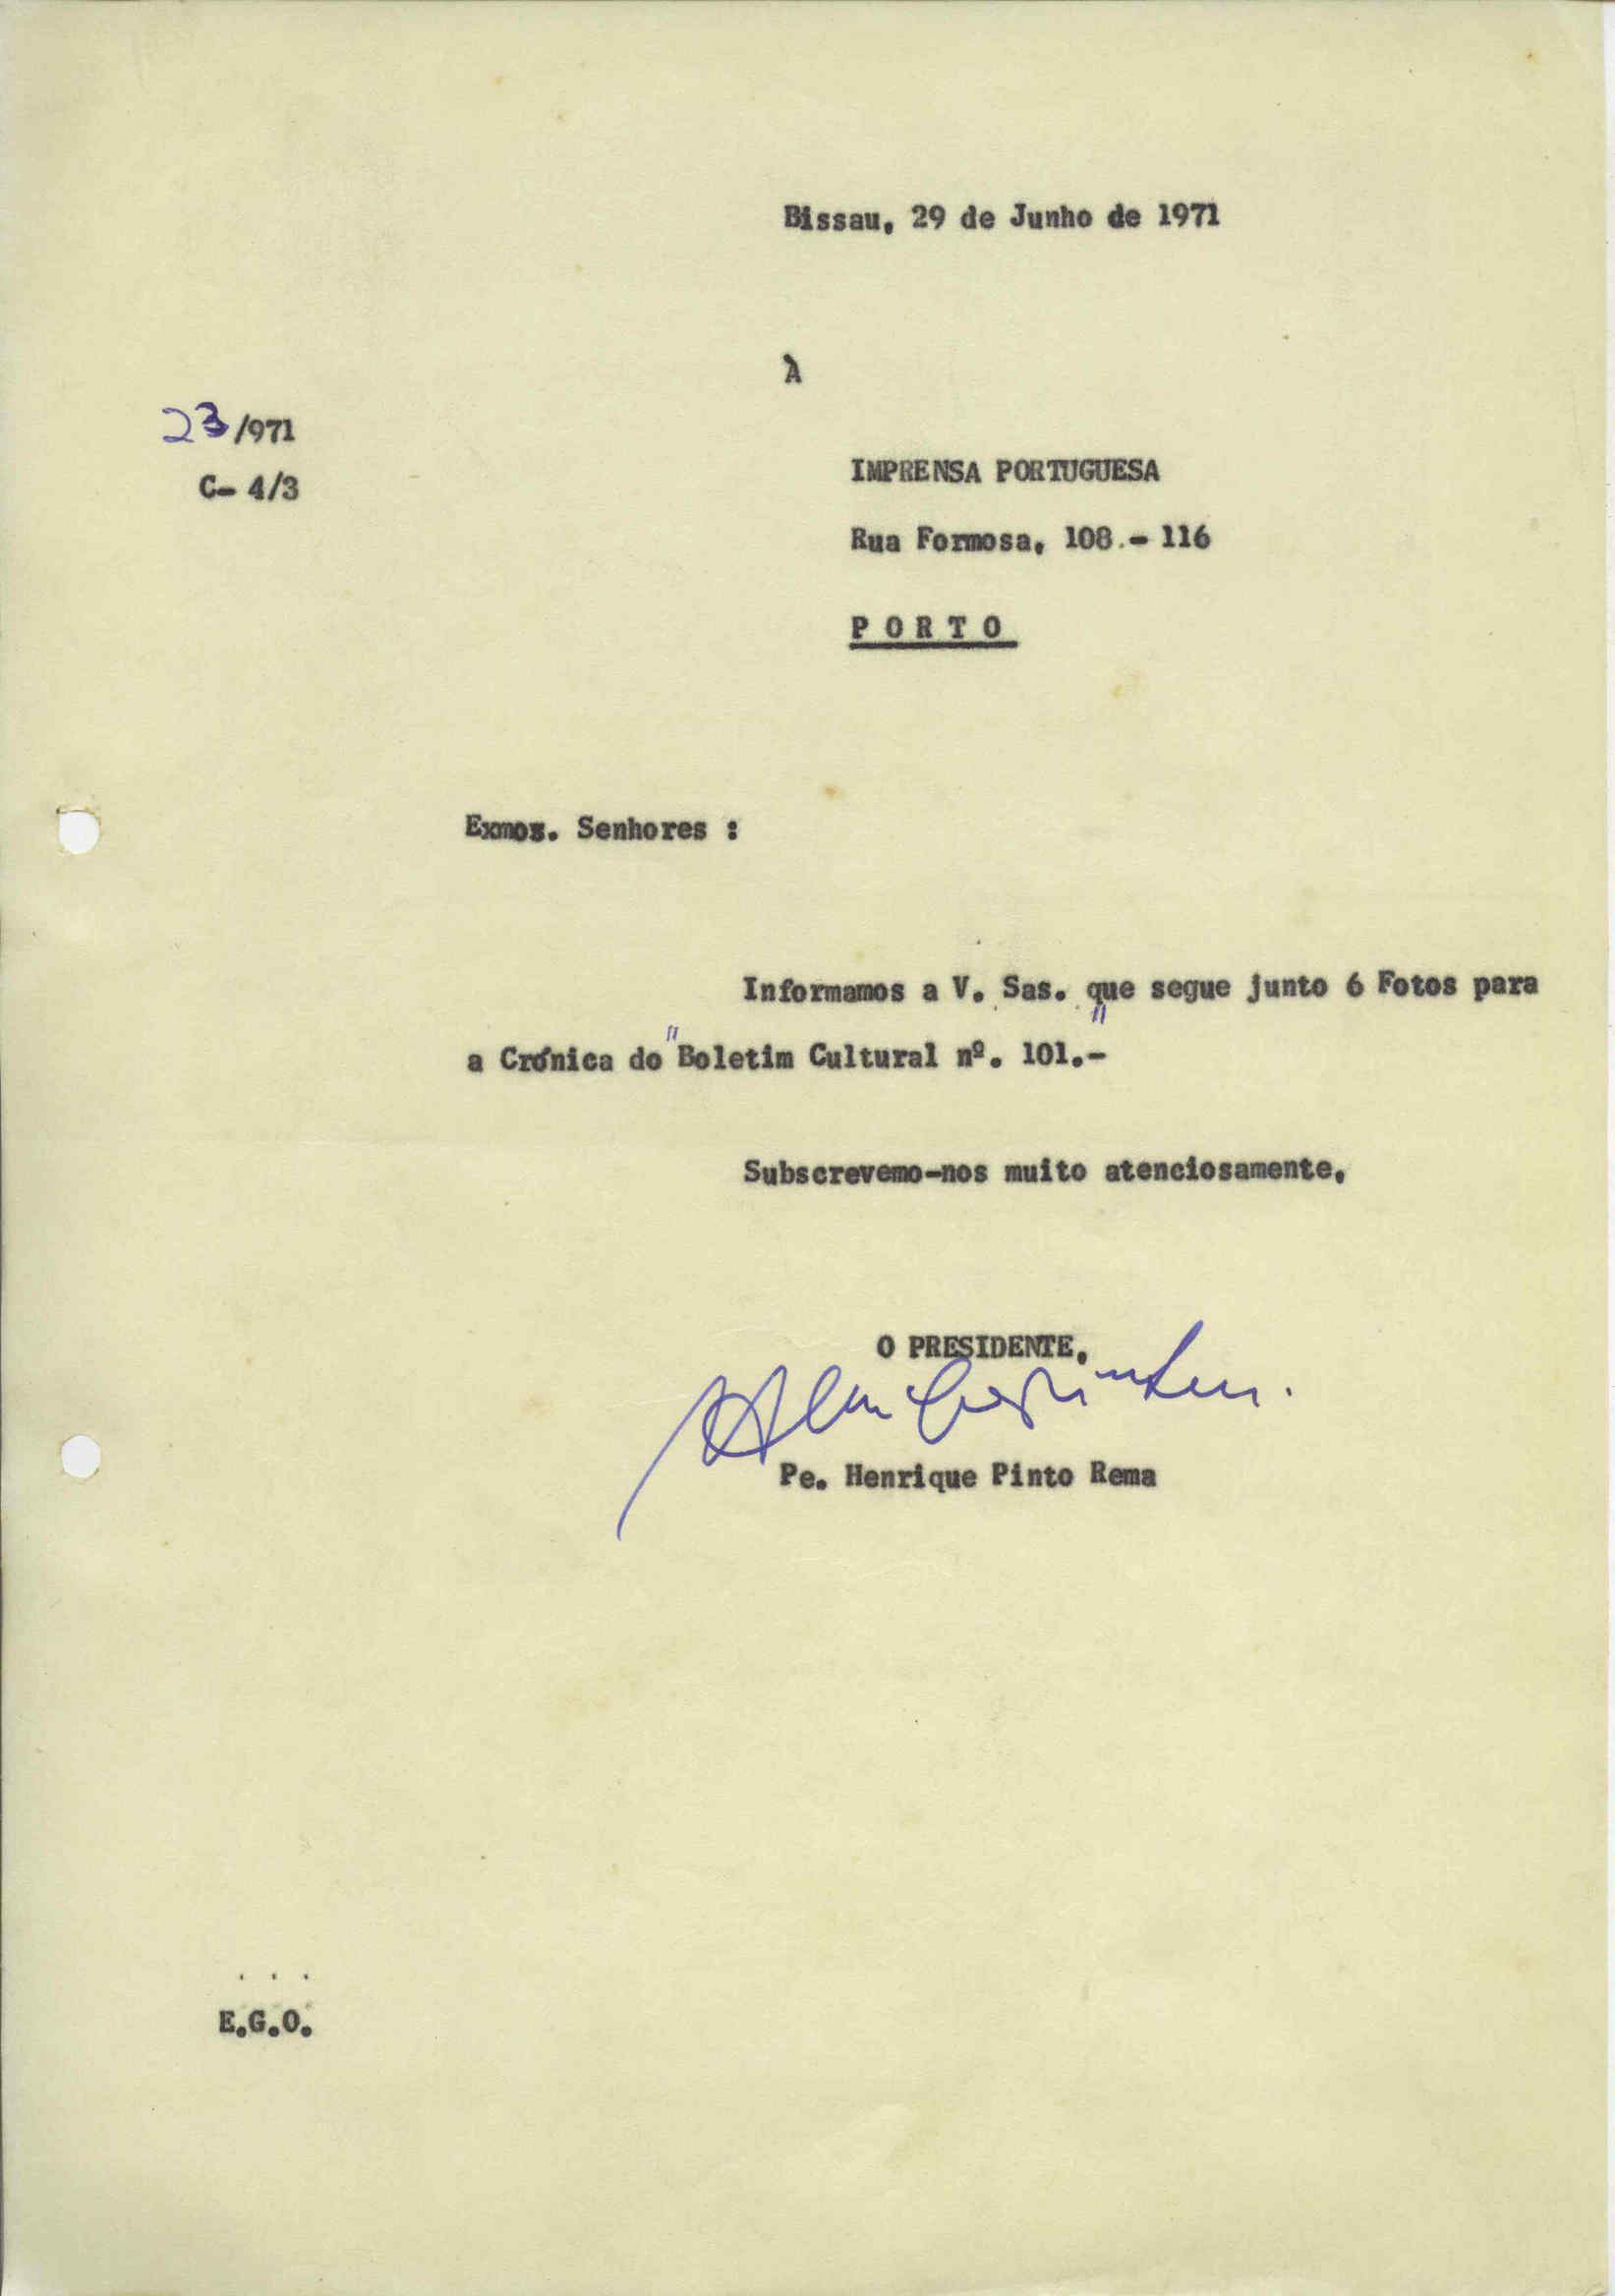 Bissau, 29 de Junho de 1971
À
23/971
C- 4/3
IMPRENSA PORTUGUESA
Rua Formosa, 108.- 116
PORTO
Exmos. Senhores :
Informamos a V. Sas. que segue junto 6 Fotos para
a Crónica do "Boletim Cultural nº. 101."-
Subscrevemo-nos muito atenciosamente,
O PRESIDENTE,
Pe. Henrique Pinto Rema
. . .
E.G.O.